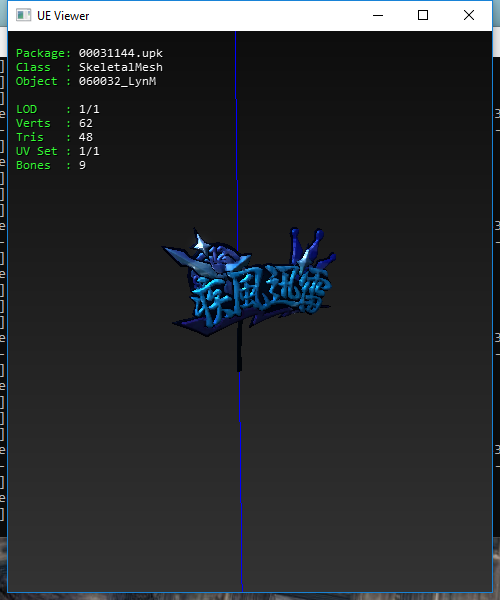 UE Viewer
Package: 00031144.upk
Class : SkeletalMesh
Object : 060032_LynM
LOD : 1/1
Verts : 62
Tris : 48
UV Set : 1/1
Bones : 9
疾風迅雷